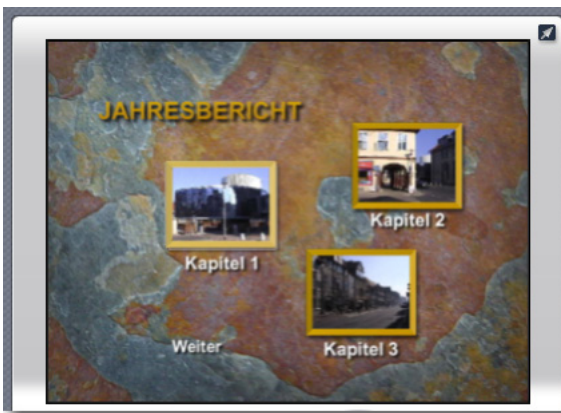 JAHRESBERICHT
Kapitel 2
Kapitel 1
Weiter
Kapitel 3